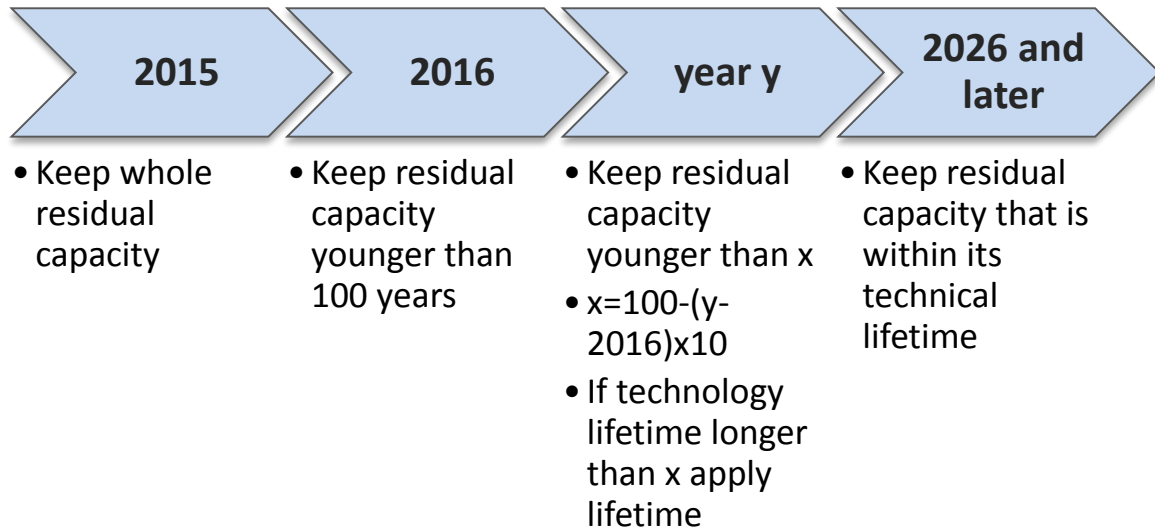 2015
• Keep whole
residual
capacity
2016
• Keep residual
capacity
younger than
100 years
year y
• Keep residual
capacity
younger than x
• x=100-(y-
2016)x10
• If technology
lifetime longer
than x apply
lifetime
2026 and
later
• Keep residual
capacity that is
within its
technical
lifetime